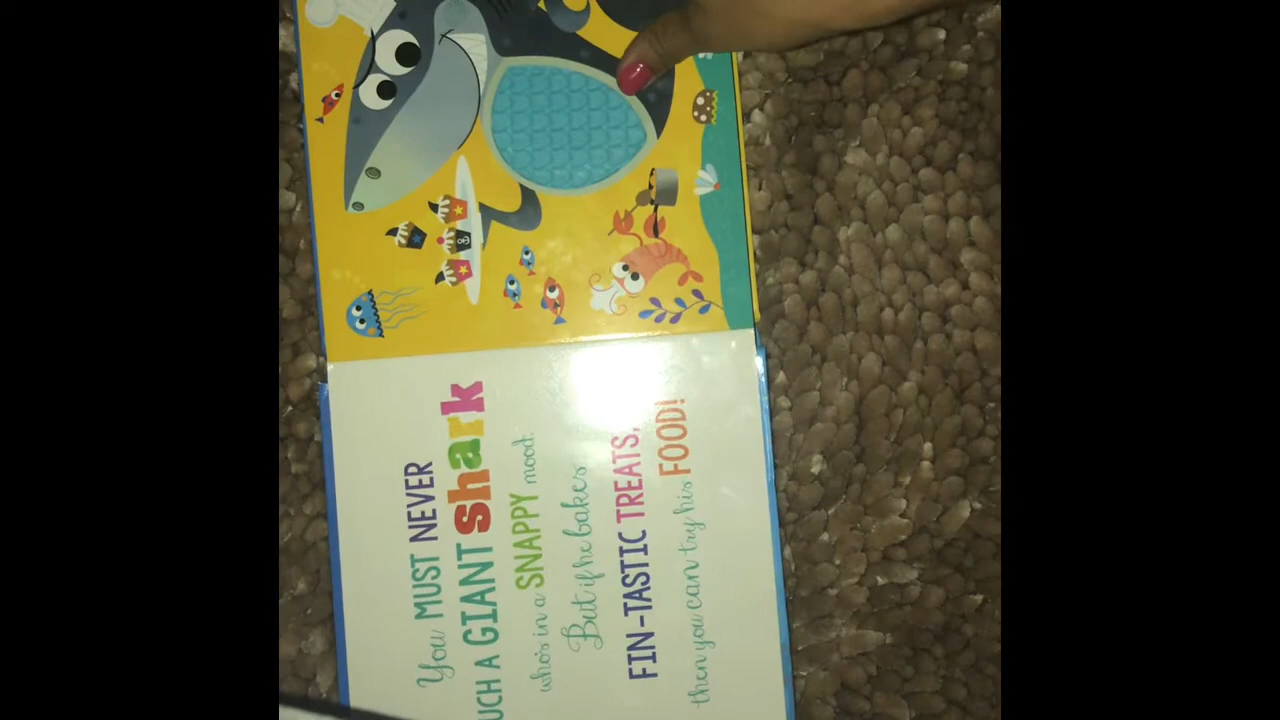 You MUST NEVER
UCH A GIANT shark
who's in a SNAPPY mood.
But if he bakes
FIN-TASTIC TREATS,
then you can try his FOOD!